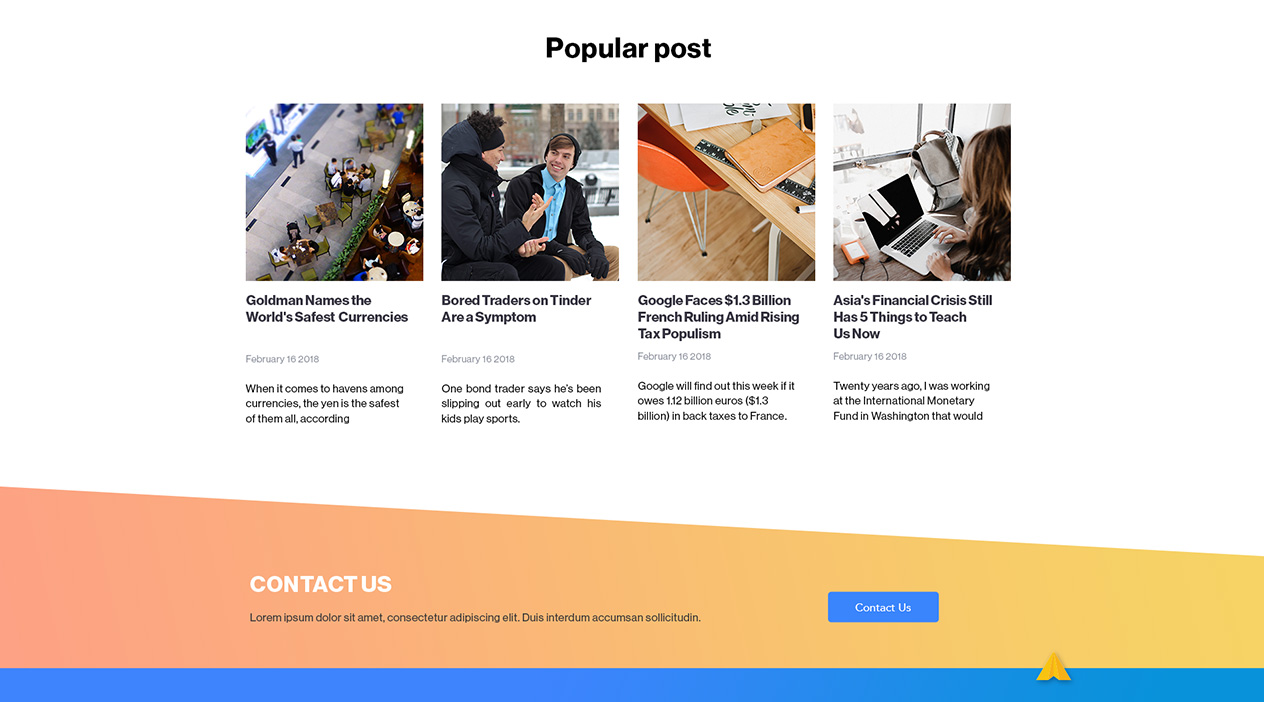 Popular post
Goldman Names the
World's Safest Currencies
February 16 2018
When it comes to havens among
currencies, the yen is the safest
of them all, according
Bored Traders on Tinder
Are a Symptom
February 16 2018
One bond trader says he's been
slipping out early to watch his
kids play sports.
Google Faces $1.3 Billion
French Ruling Amid Rising
Tax Populism
February 16 2018
Google will find out this week if it
owes 1.12 billion euros ($1.3
billion) in back taxes to France.
Asia's Financial Crisis Still
Has 5 Things to Teach
Us Now
February 16 2018
Twenty years ago, I was working
at the International Monetary
Fund in Washington that would
CONTACT US
Lorem ipsum dolor sit amet, consectetur adipiscing elit. Duis interdum accumsan sollicitudin.
Contact Us